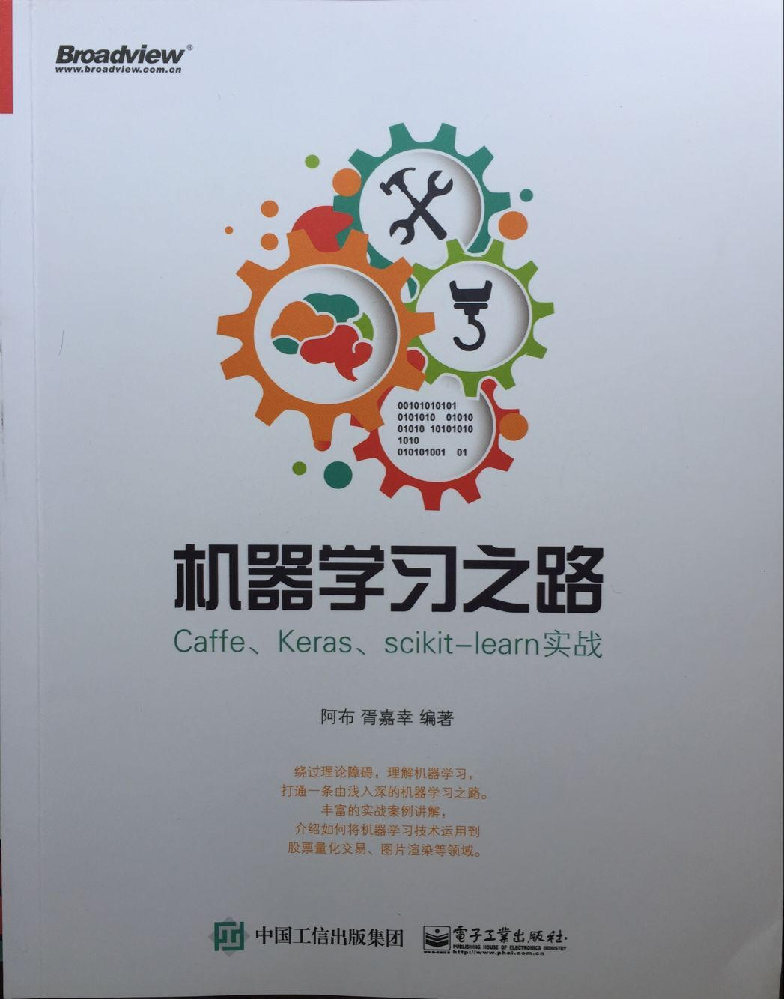 Broadview®
www.broadview.com.cn
00101010101
0101010 01010
01010 10101010
1010
010101001 01
机器学习之路
Caffe、Keras、scikit-learn实战
阿布 胥嘉幸 编著
绕过理论障碍，理解机器学习，
打通一条由浅入深的机器学习之路。
丰富的实战案例讲解，
介绍如何将机器学习技术运用到
股票量化交易、图片渲染等领域。
中国工信出版集团
電子工業出版社·
PUBLISHING HOUSE OF ELECTRONICS INDUSTRY
http://www.phei.com.cn